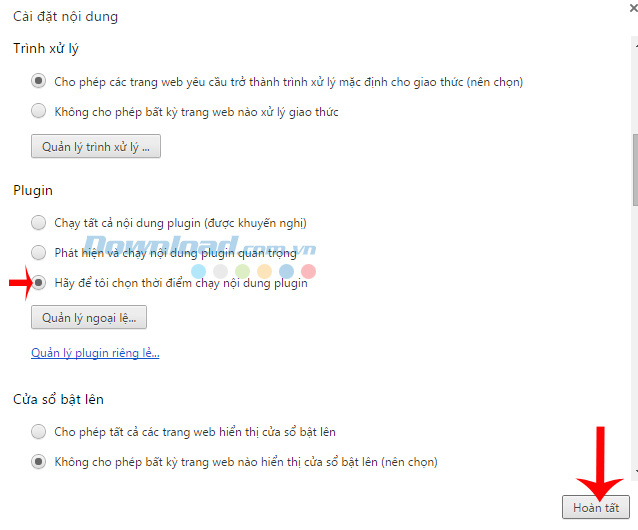 Cài đặt nội dung
Trình xử lý
Cho phép các trang web yêu cầu trở thành trình xử lý mặc định cho giao thức (nên chọn)
Không cho phép bất kỳ trang web nào xử lý giao thức
Quản lý trình xử lý ...
Plugin
Chạy tất cả nội dung plugin (được khuyến nghị)
Download.com.vn
Phát hiện và chạy nội dung plugin quan trọng
Hãy để tôi chọn thời điểm chạy nội dung plugin
Quản lý ngoại lệ...
Quản lý plugin riêng lẻ...
Cửa sổ bật lên
Cho phép tất cả các trang web hiển thị cửa sổ bật lên
Không cho phép bất kỳ trang web nào hiển thị cửa sổ bật lên (nên chọn)
Hoàn tất